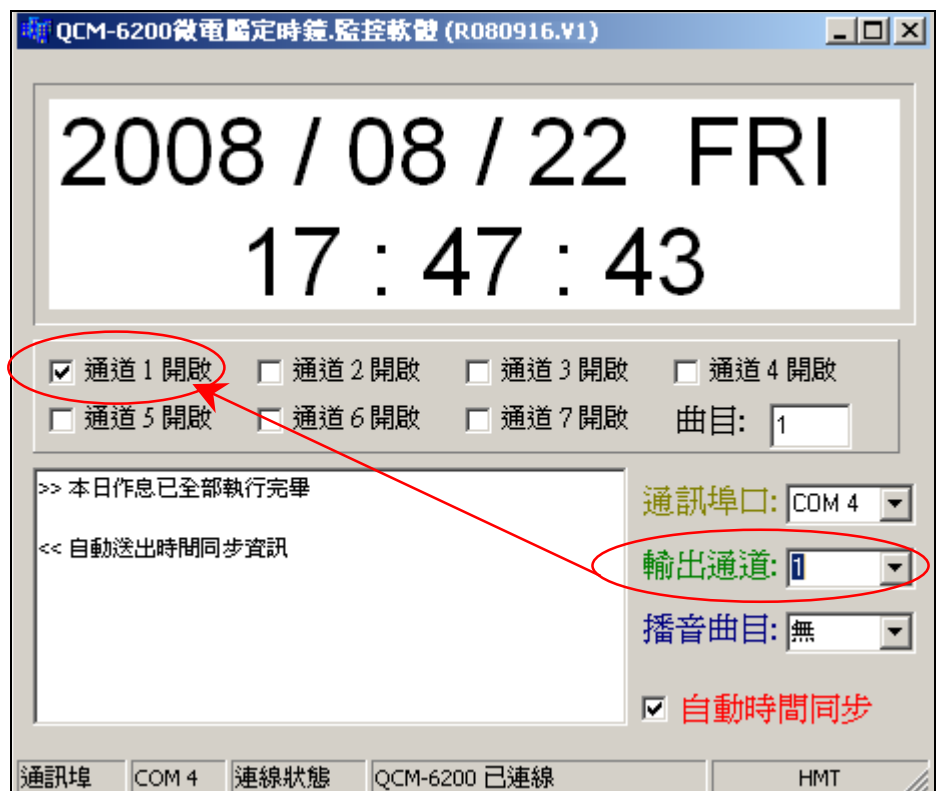 QCM-6200微電腦定時鐘.監控軟體 (R080916.V1)
2008 / 08 / 22 FRI
17 : 47 : 43
通道 1 開啟 通道 2 開啟 通道 3 開啟 通道 4 開啟
通道 5 開啟 通道 6 開啟 通道 7 開啟 曲目: 1
>> 本日作息已全部執行完畢
<< 自動送出時間同步資訊
通訊埠口: COM 4
輸出通道: 1
播音曲目: 無
自動時間同步
通訊埠 COM 4 連線狀態 QCM-6200 已連線 HMT